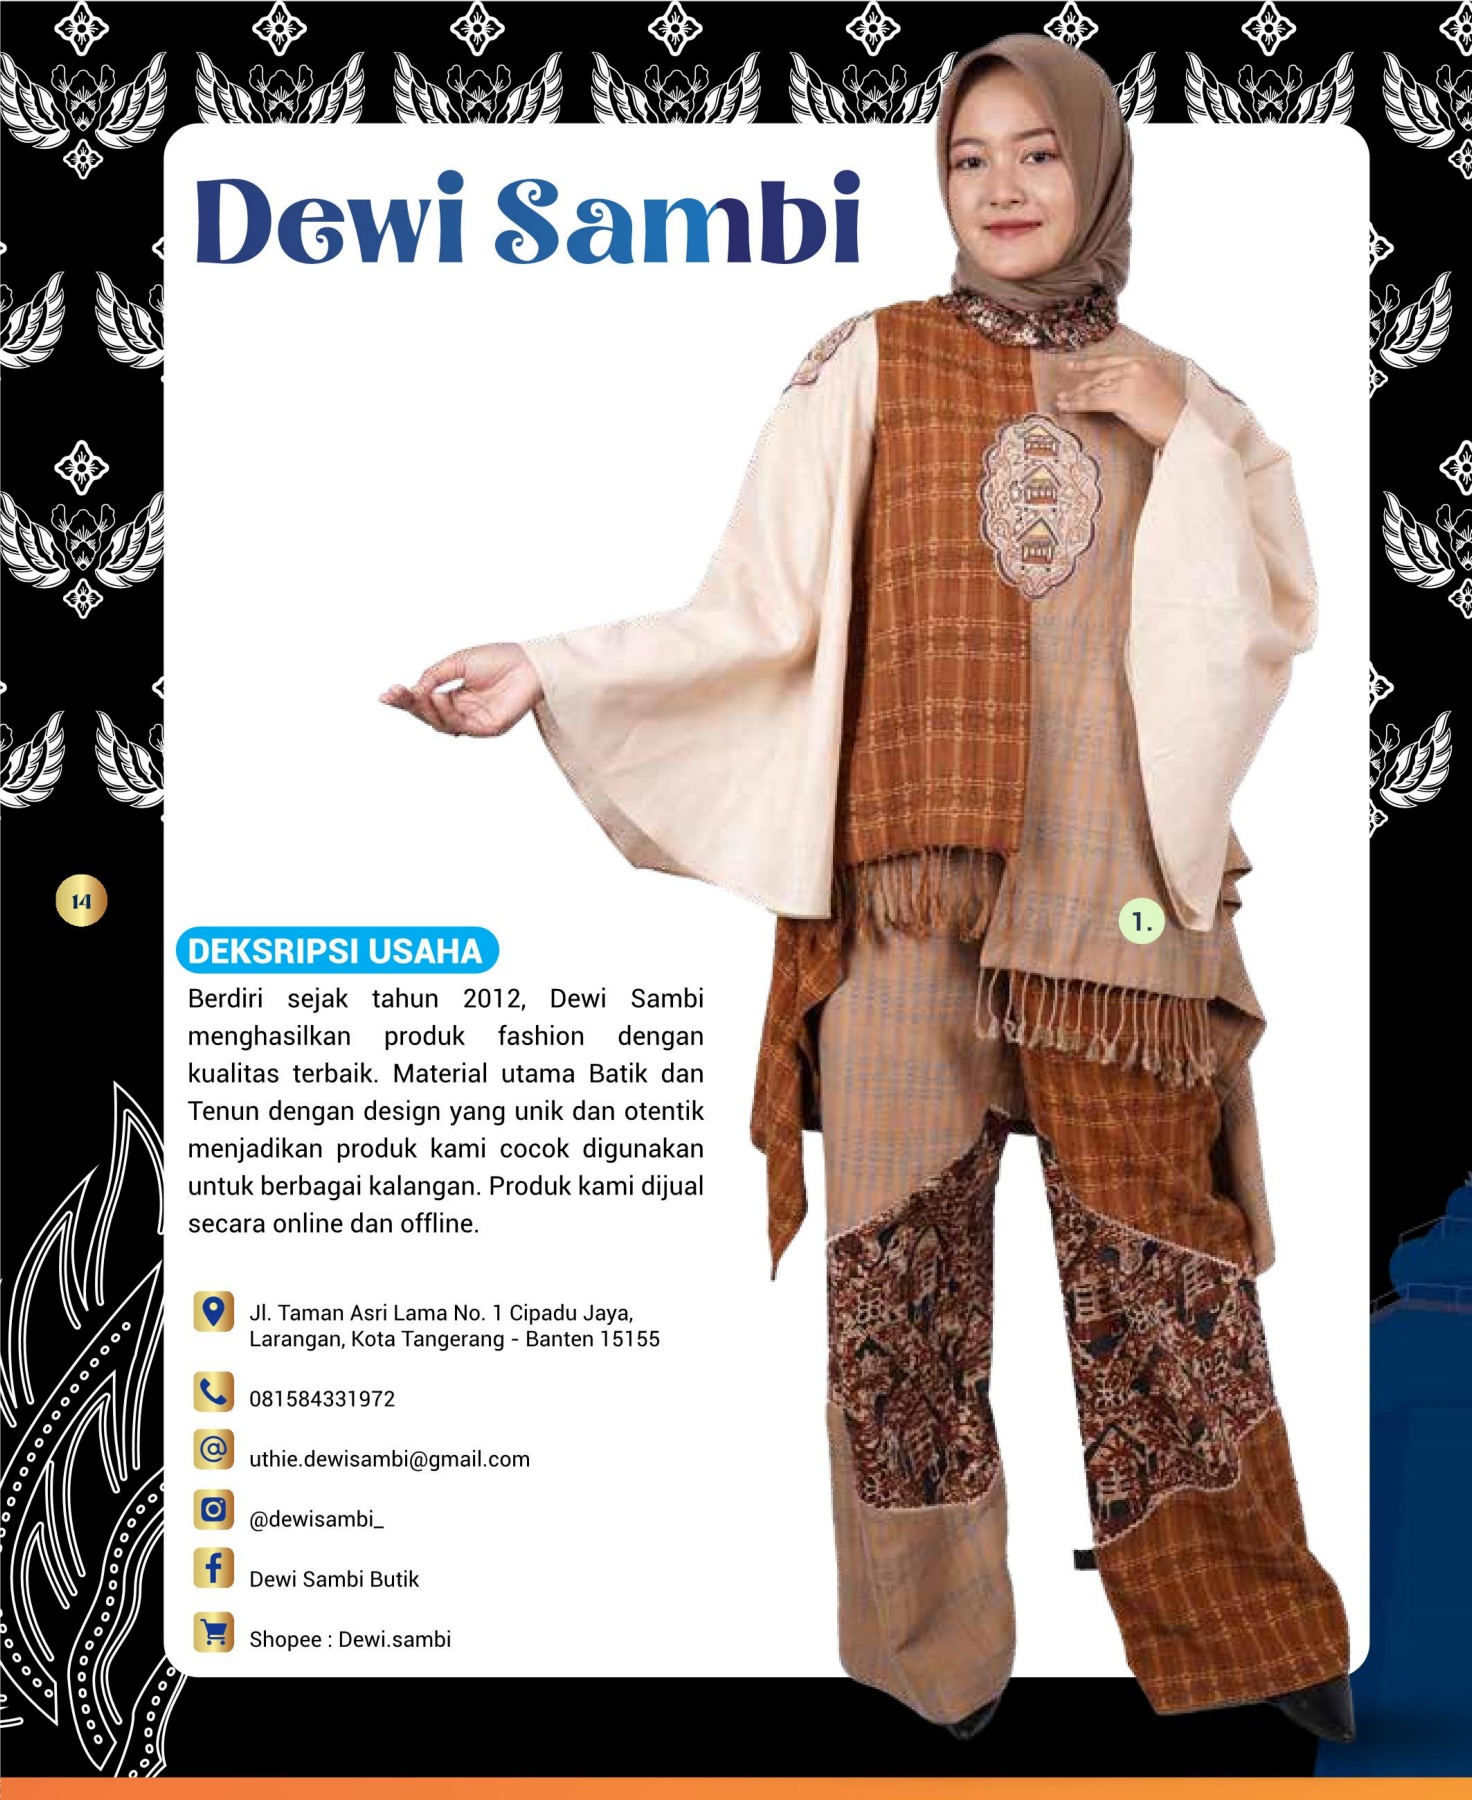 Dewi Sambi
14
1.
DEKSRIPSI USAHA
Berdiri sejak tahun 2012, Dewi Sambi
menghasilkan produk fashion dengan
kualitas terbaik. Material utama Batik dan
Tenun dengan design yang unik dan otentik
menjadikan produk kami cocok digunakan
untuk berbagai kalangan. Produk kami dijual
secara online dan offline.
Jl. Taman Asri Lama No. 1 Cipadu Jaya,
Larangan, Kota Tangerang - Banten 15155
081584331972
uthie.dewisambi@gmail.com
@dewisambi_
Dewi Sambi Butik
Shopee : Dewi.sambi